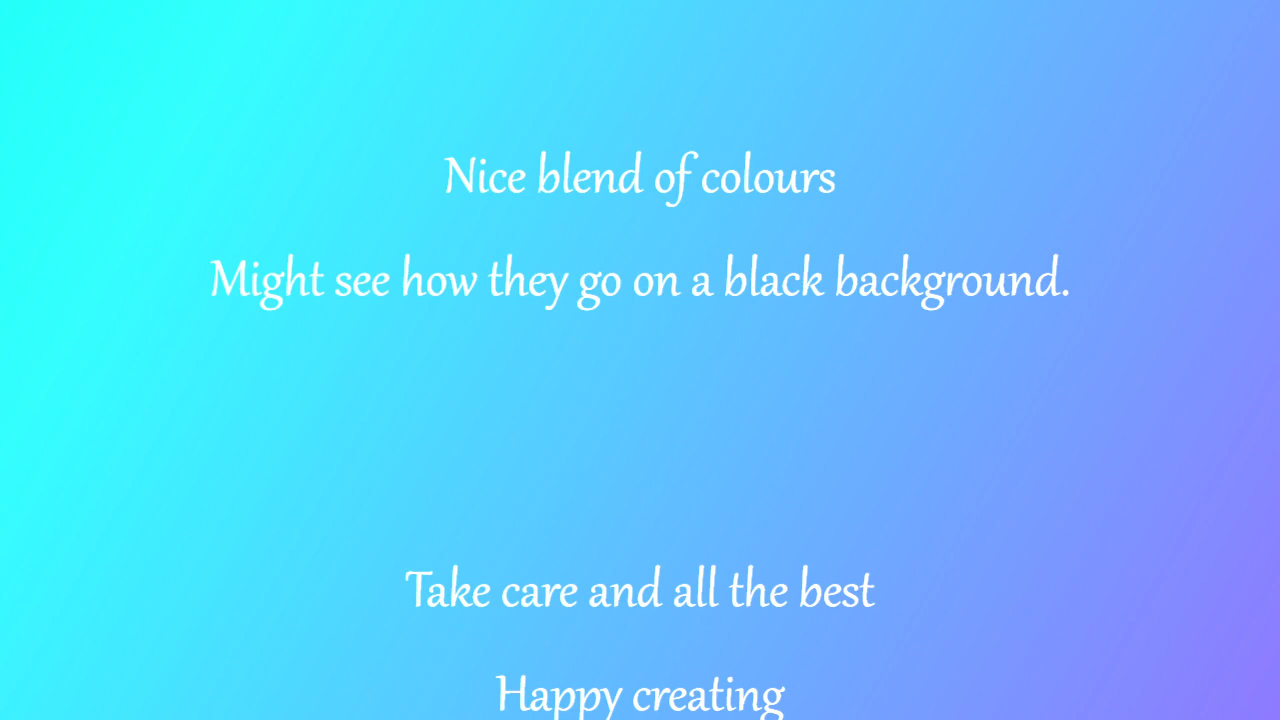 Nice blend of colours
Might see how they go on a black background.
Take care and all the best
Happy creating